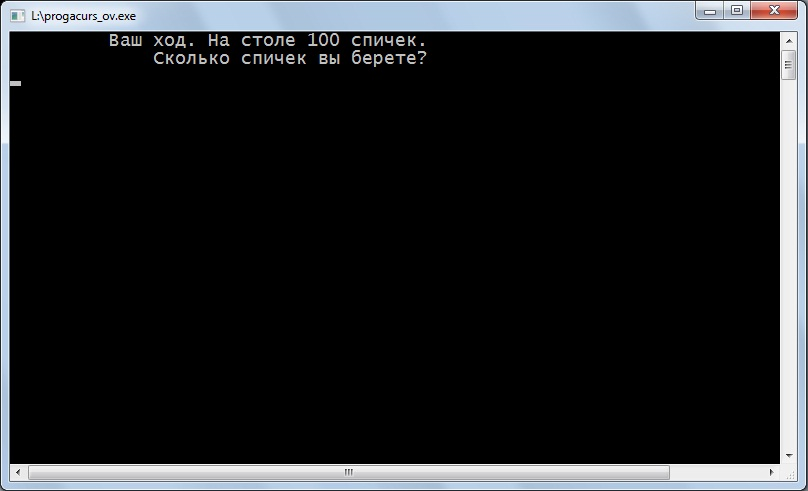 L:\progacurs_ov.exe
Ваш ход. На столе 100 спичек.
Сколько спичек вы берете?